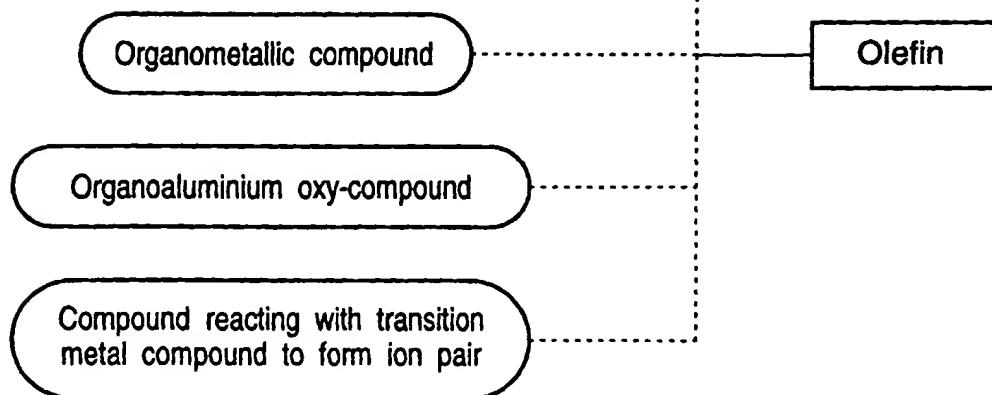 Organometallic compound
Olefin
Organoaluminium oxy-compound
Compound reacting with transition
metal compound to form ion pair